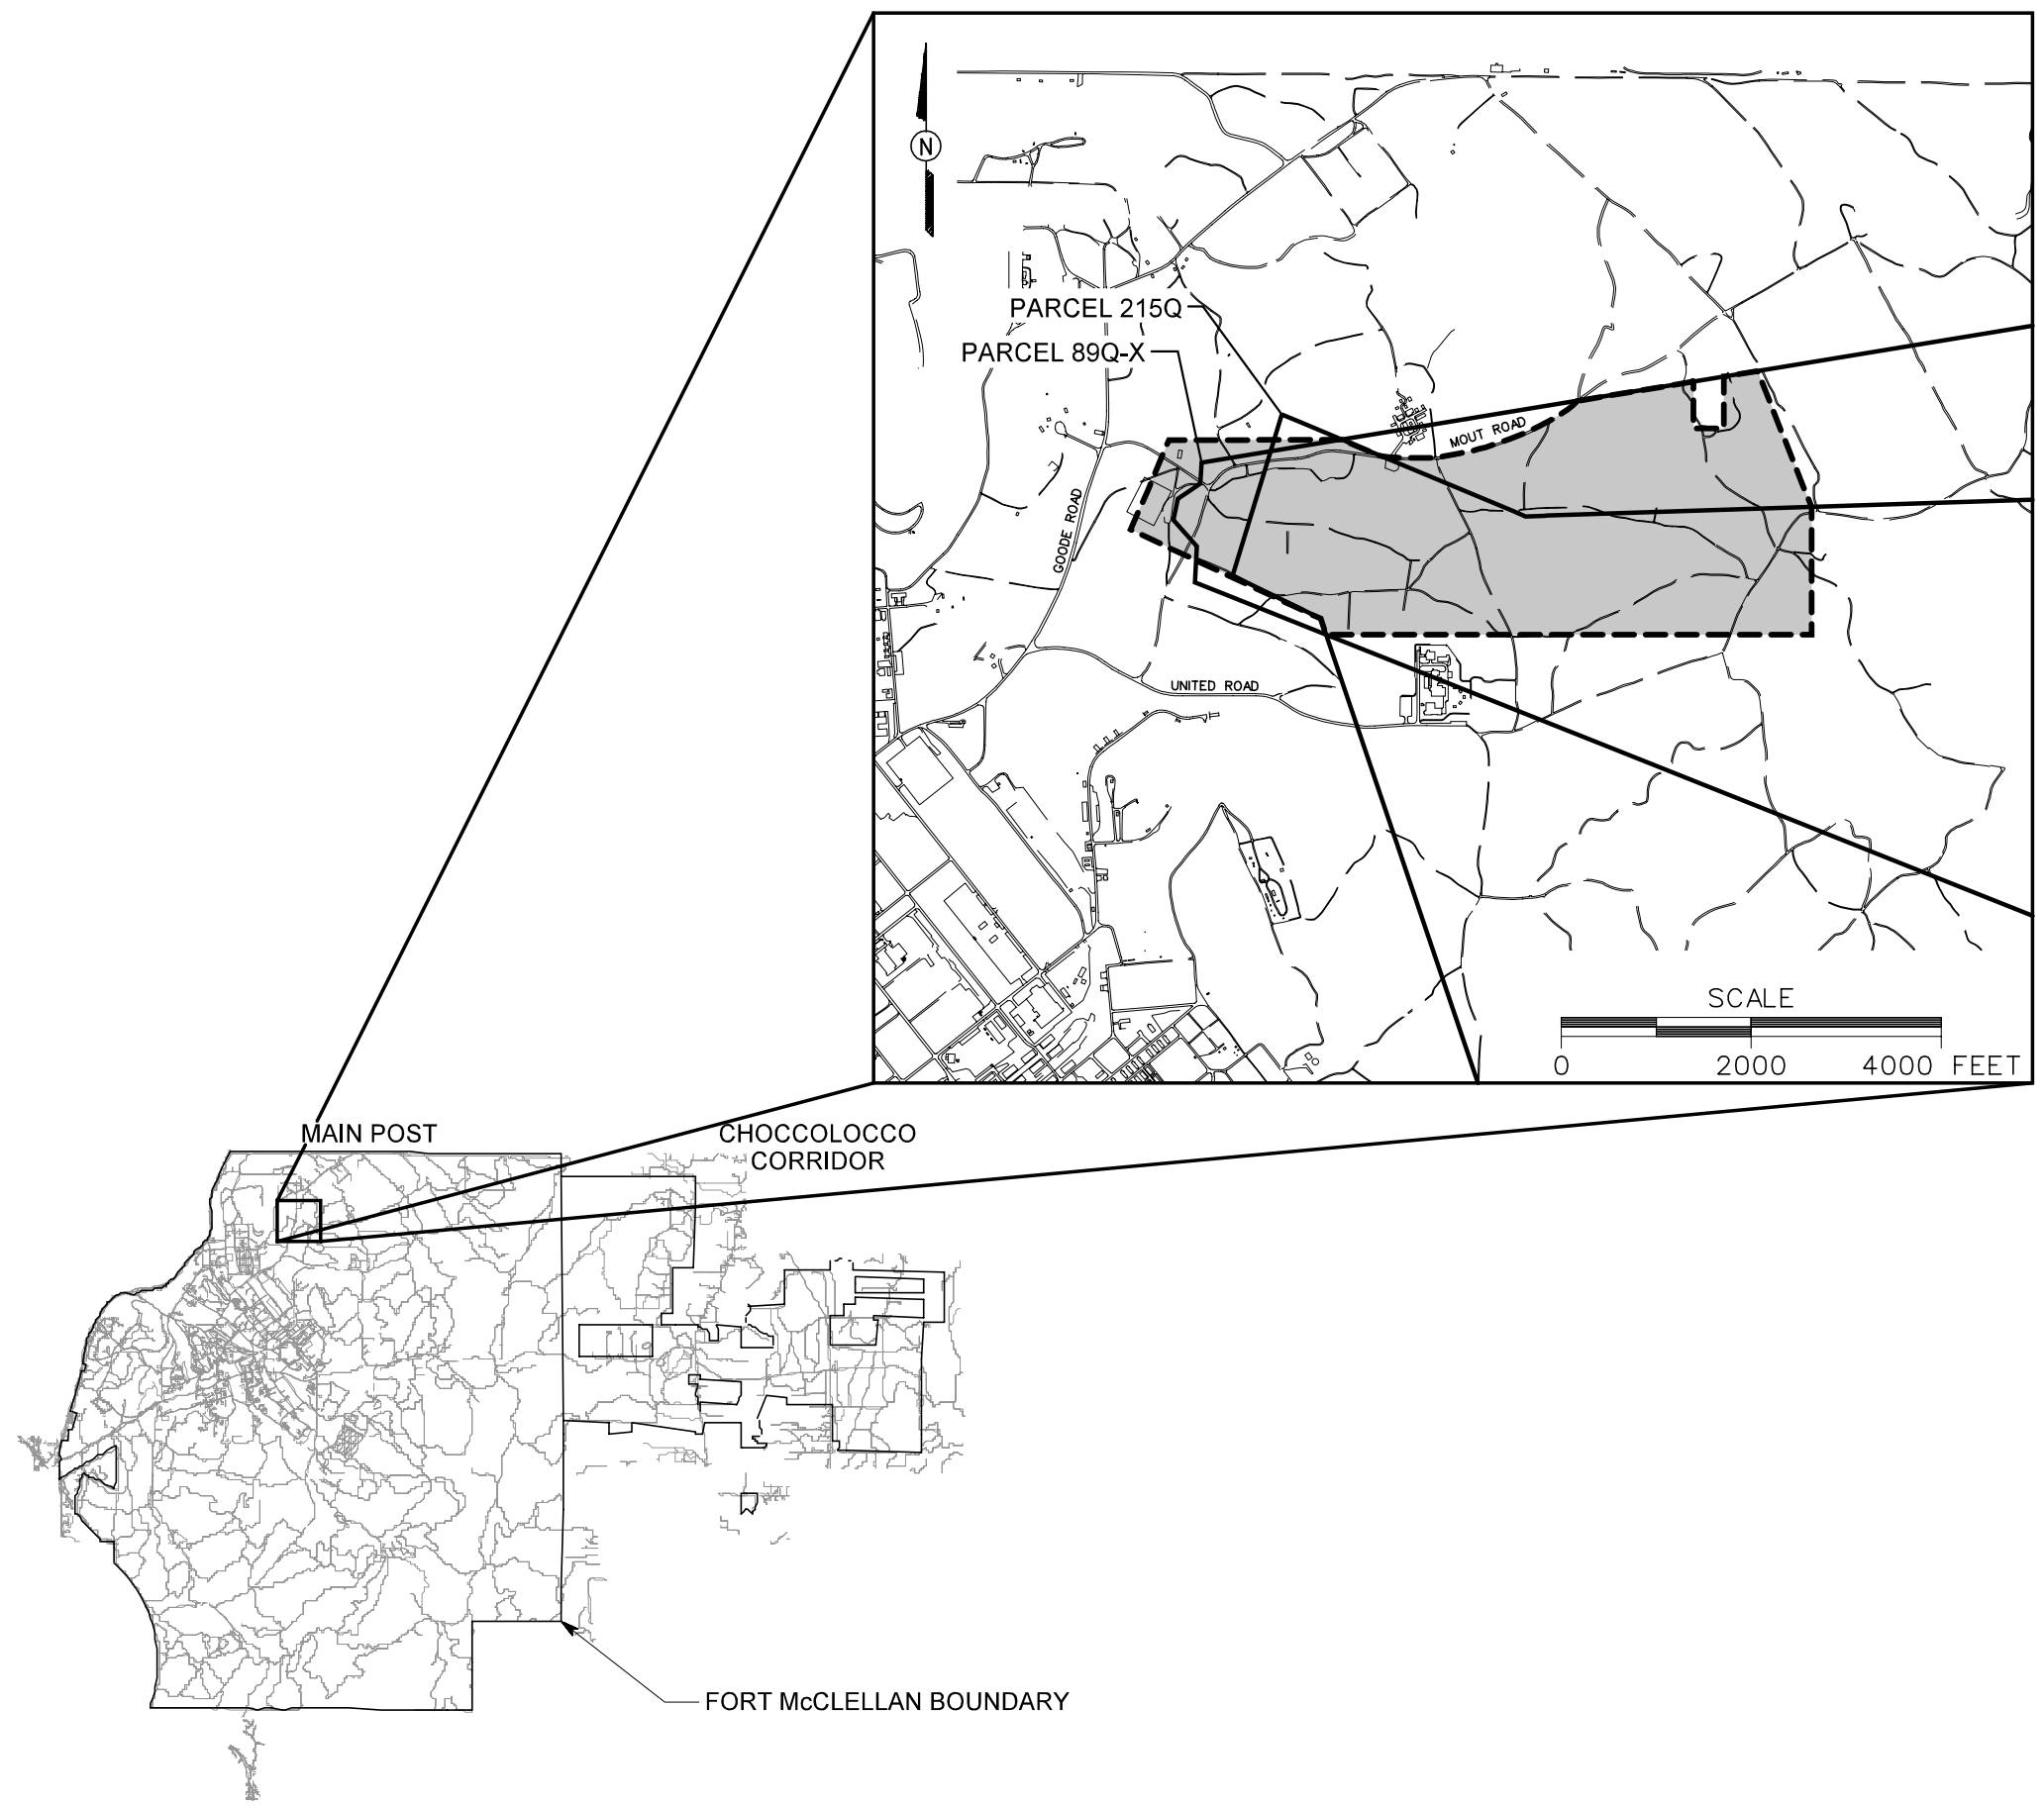 N
PARCEL 215Q
PARCEL 89Q-X
MOUT ROAD
GOODE ROAD
UNITED ROAD
SCALE
0 2000 4000 FEET
MAIN POST
CHOCCOLOCCO
CORRIDOR
FORT McCLELLAN BOUNDARY